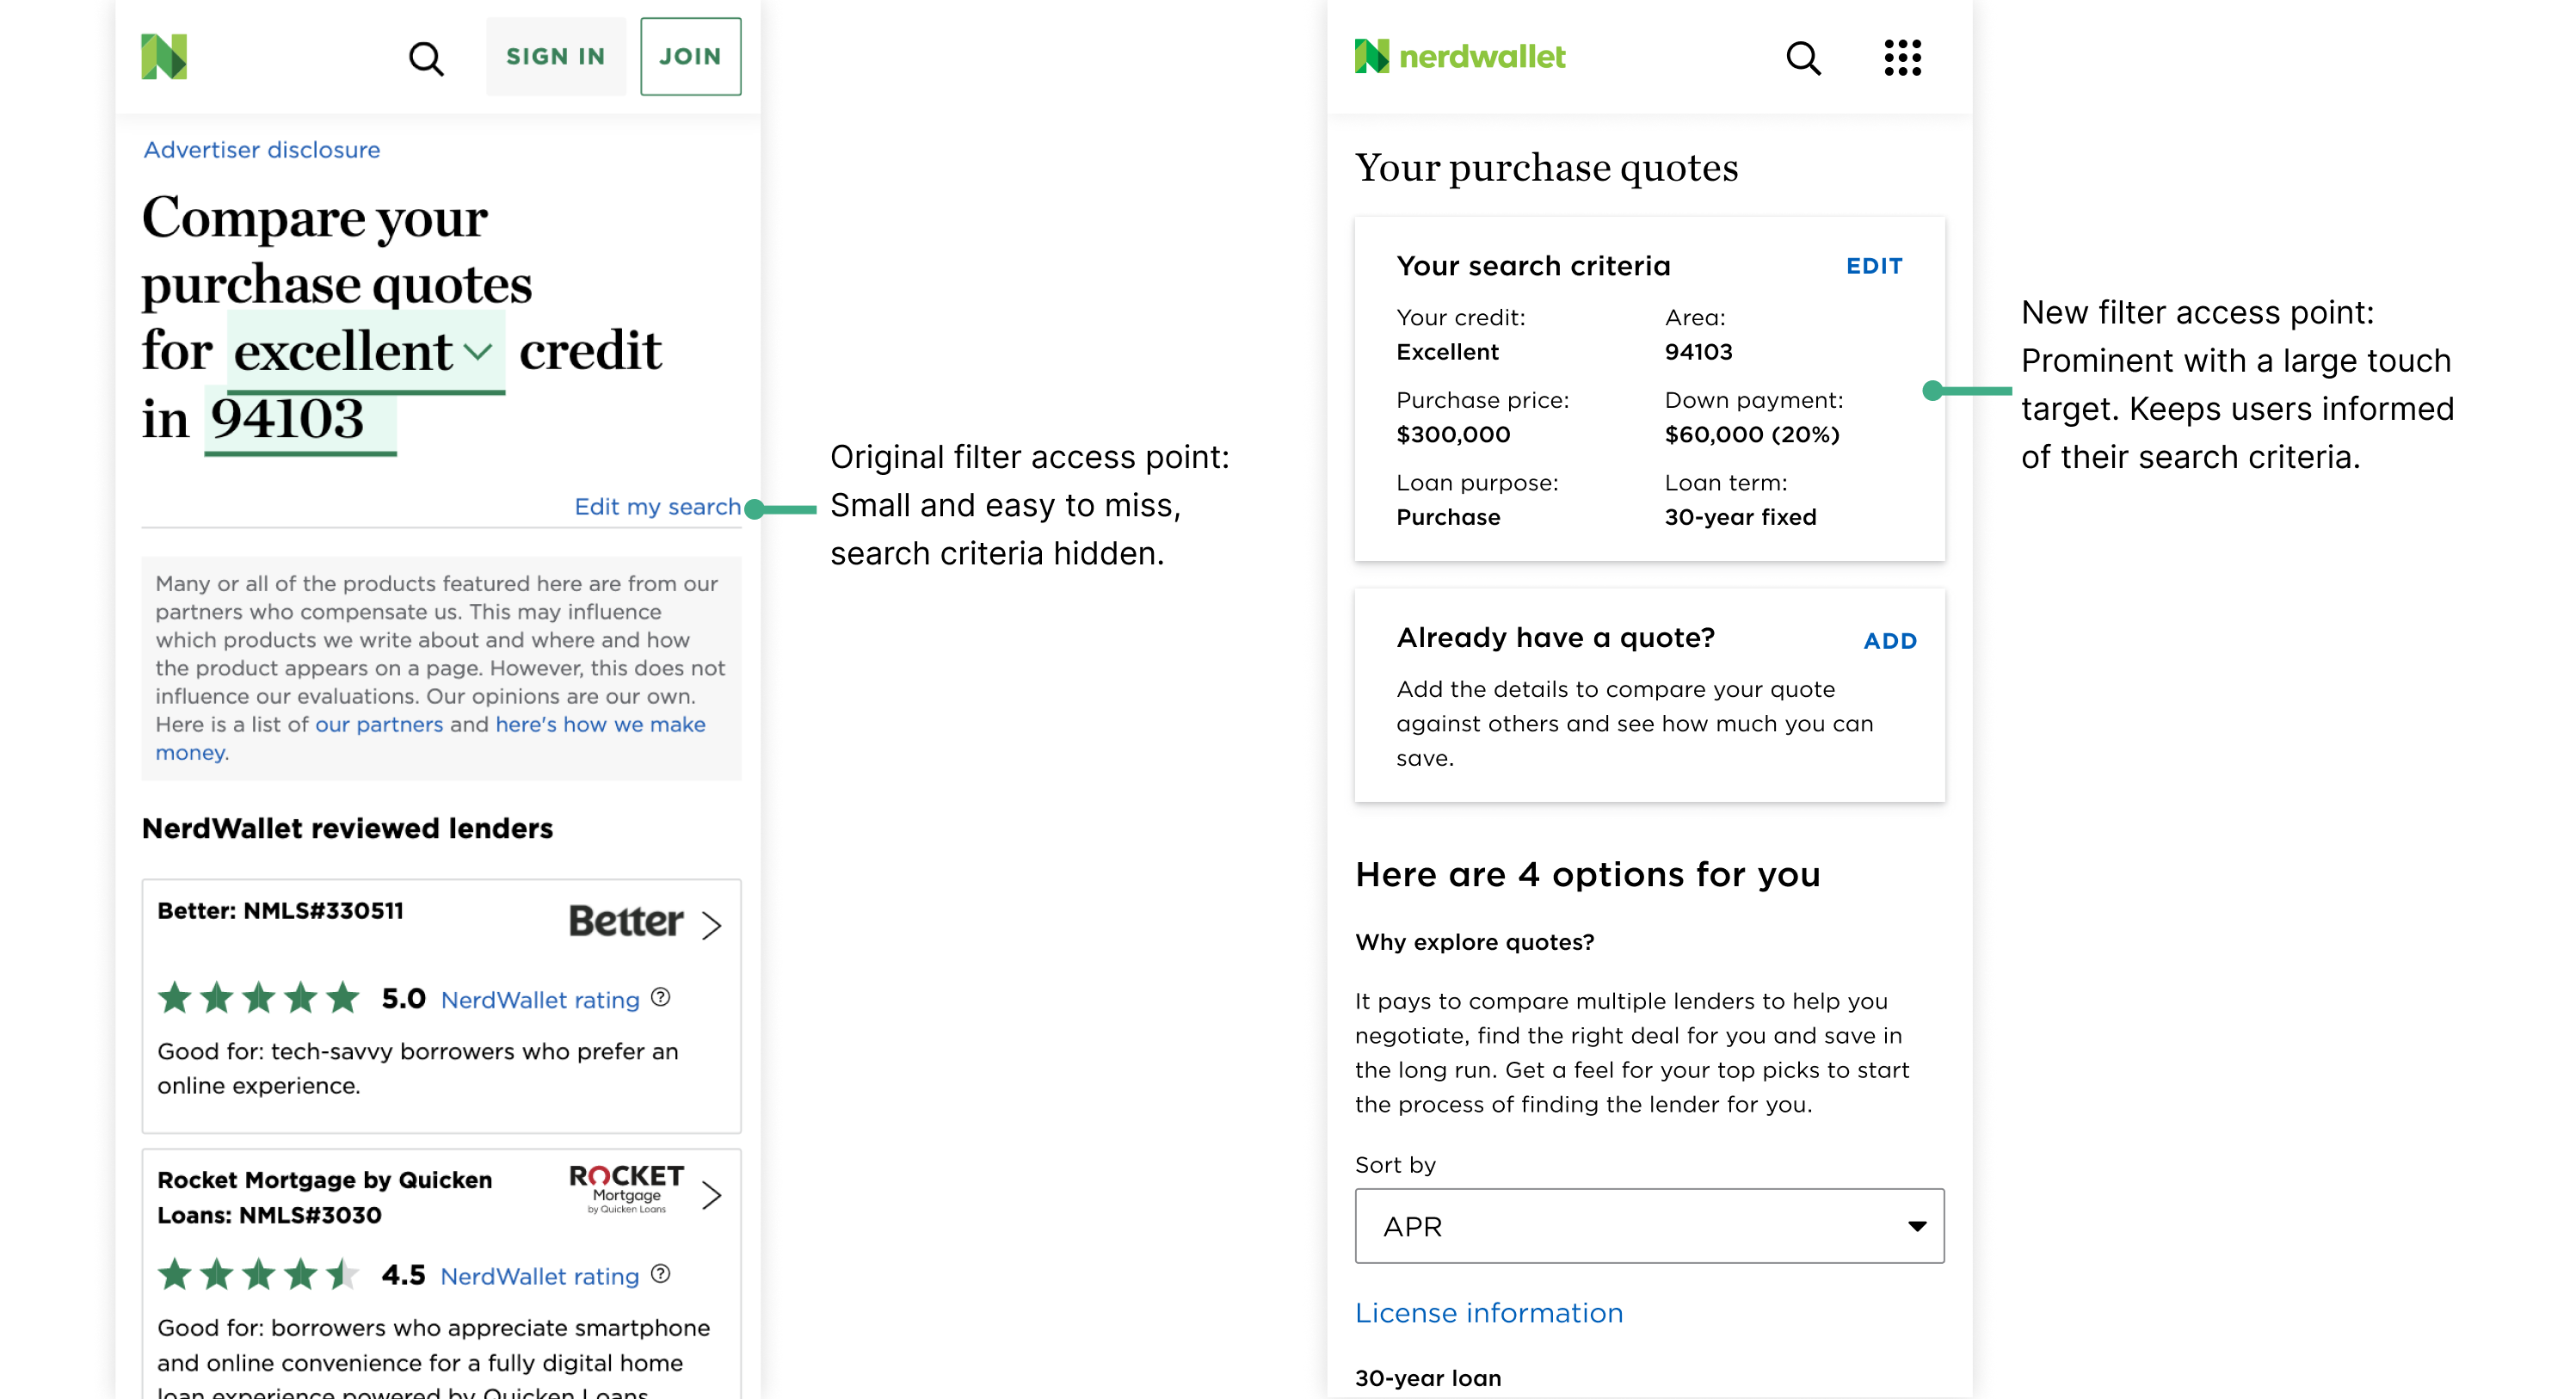 SIGN IN
JOIN
Advertiser disclosure
Compare your
purchase quotes
for excellent credit
in 94103
Edit my search
Many or all of the products featured here are from our
partners who compensate us. This may influence
which products we write about and where and how
the product appears on a page. However, this does not
influence our evaluations. Our opinions are our own.
Here is a list of our partners and here's how we make
money.
NerdWallet reviewed lenders
Better: NMLS#330511
Better
5.0 NerdWallet rating
Good for: tech-savvy borrowers who prefer an
online experience.
Rocket Mortgage by Quicken
Loans: NMLS#3030
ROCKET
Mortgage
by Quicken Loans
4.5 NerdWallet rating
Good for: borrowers who appreciate smartphone
and online convenience for a fully digital home
loan experience powered by Quicken Loans
Original filter access point:
Small and easy to miss,
search criteria hidden.
nerdwallet
Your purchase quotes
Your search criteria
EDIT
Your credit:
Excellent
Area:
94103
Purchase price:
$300,000
Down payment:
$60,000 (20%)
Loan purpose:
Purchase
Loan term:
30-year fixed
Already have a quote?
ADD
Add the details to compare your quote
against others and see how much you can
save.
Here are 4 options for you
Why explore quotes?
It pays to compare multiple lenders to help you
negotiate, find the right deal for you and save in
the long run. Get a feel for your top picks to start
the process of finding the lender for you.
Sort by
APR
License information
30-year loan
New filter access point:
Prominent with a large touch
target. Keeps users informed
of their search criteria.